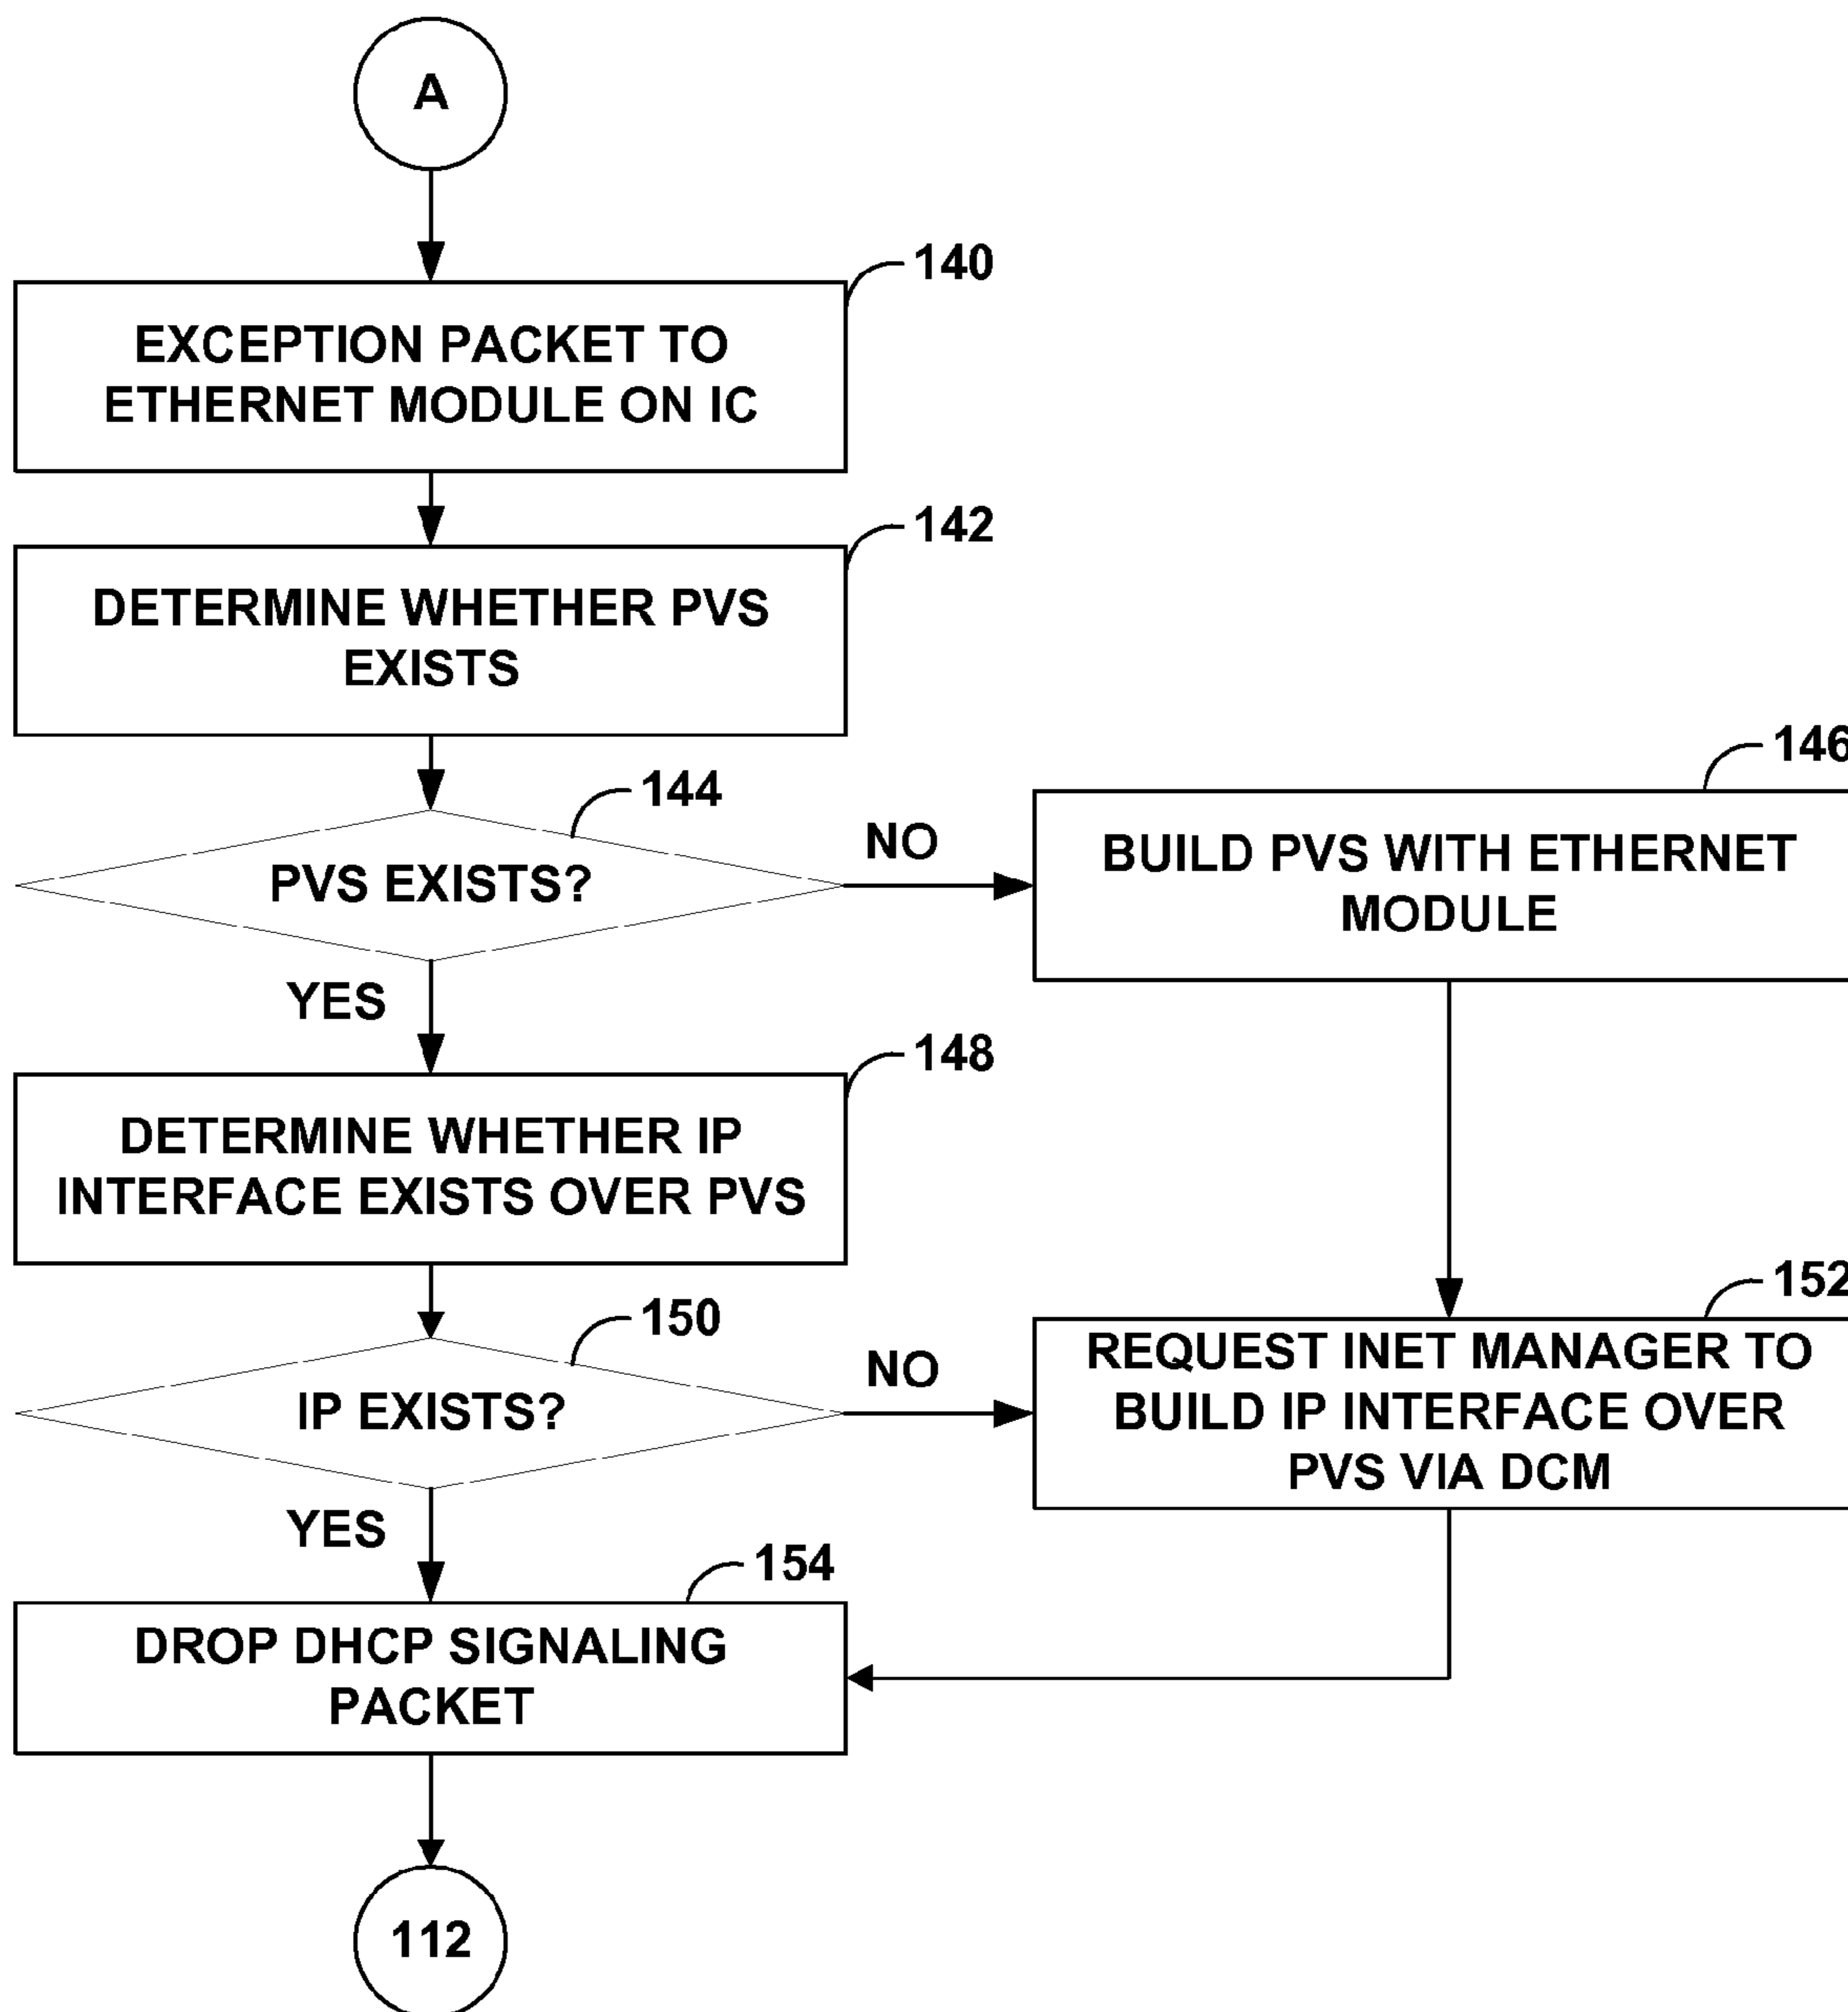 A
140
EXCEPTION PACKET TO
ETHERNET MODULE ON IC
142
DETERMINE WHETHER PVS
EXISTS
144
PVS EXISTS?
NO
146
BUILD PVS WITH ETHERNET
MODULE
YES
148
DETERMINE WHETHER IP
INTERFACE EXISTS OVER PVS
150
IP EXISTS?
NO
152
REQUEST INET MANAGER TO
BUILD IP INTERFACE OVER
PVS VIA DCM
YES
154
DROP DHCP SIGNALING
PACKET
112